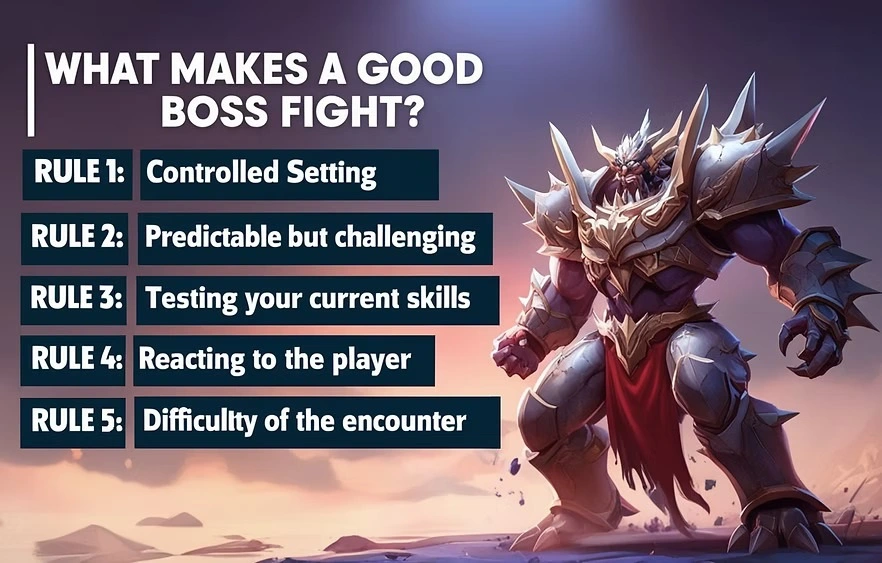 WHAT MAKES A GOOD
BOSS FIGHT?
RULE 1: Controlled Setting
RULE 2: Predictable but challenging
RULE 3: Testing your current skills
RULE 4: Reacting to the player
RULE 5: Difficultty of the encounter